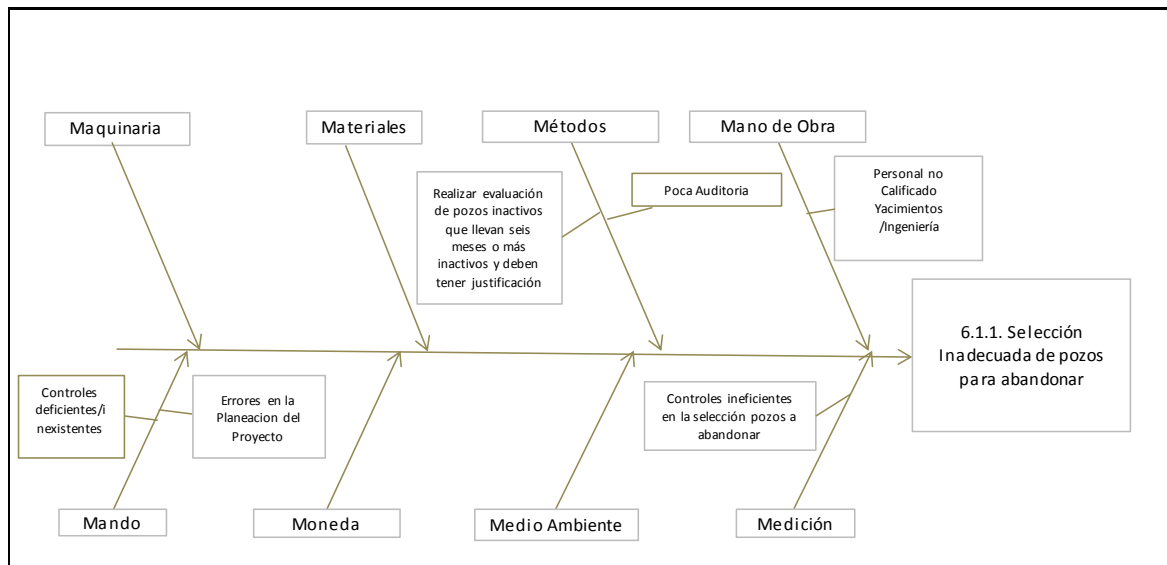 Maquinaria
Materiales
Métodos
Mano de Obra
Realizar evaluación
de pozos inactivos
que llevan seis
meses o más
inactivos y deben
tener justificación
Poca Auditoria
Personal no
Calificado
Yacimientos
/Ingeniería
6.1.1. Selección
Inadecuada de pozos
para abandonar
Controles
deficientes/i
nexistentes
Errores en la
Planeacion del
Proyecto
Controles ineficientes
en la selección pozos a
abandonar
Mando
Moneda
Medio Ambiente
Medición